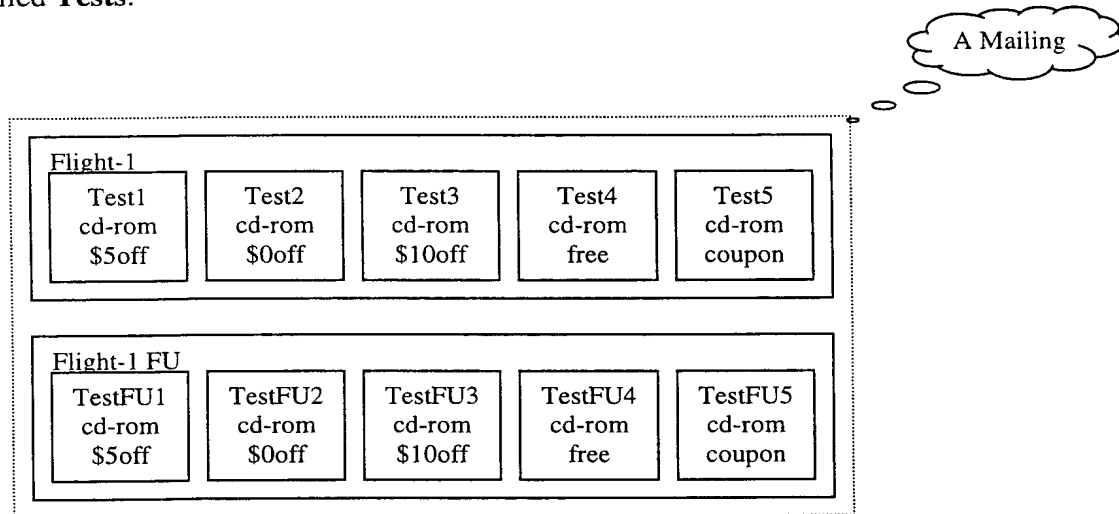 Tests.
A Mailing
Flight-1
Test1
cd-rom
$5off
Test2
cd-rom
$0off
Test3
cd-rom
$10off
Test4
cd-rom
free
Test5
cd-rom
coupon
Flight-1 FU
TestFU1
cd-rom
$5off
TestFU2
cd-rom
$0off
TestFU3
cd-rom
$10off
TestFU4
cd-rom
free
TestFU5
cd-rom
coupon